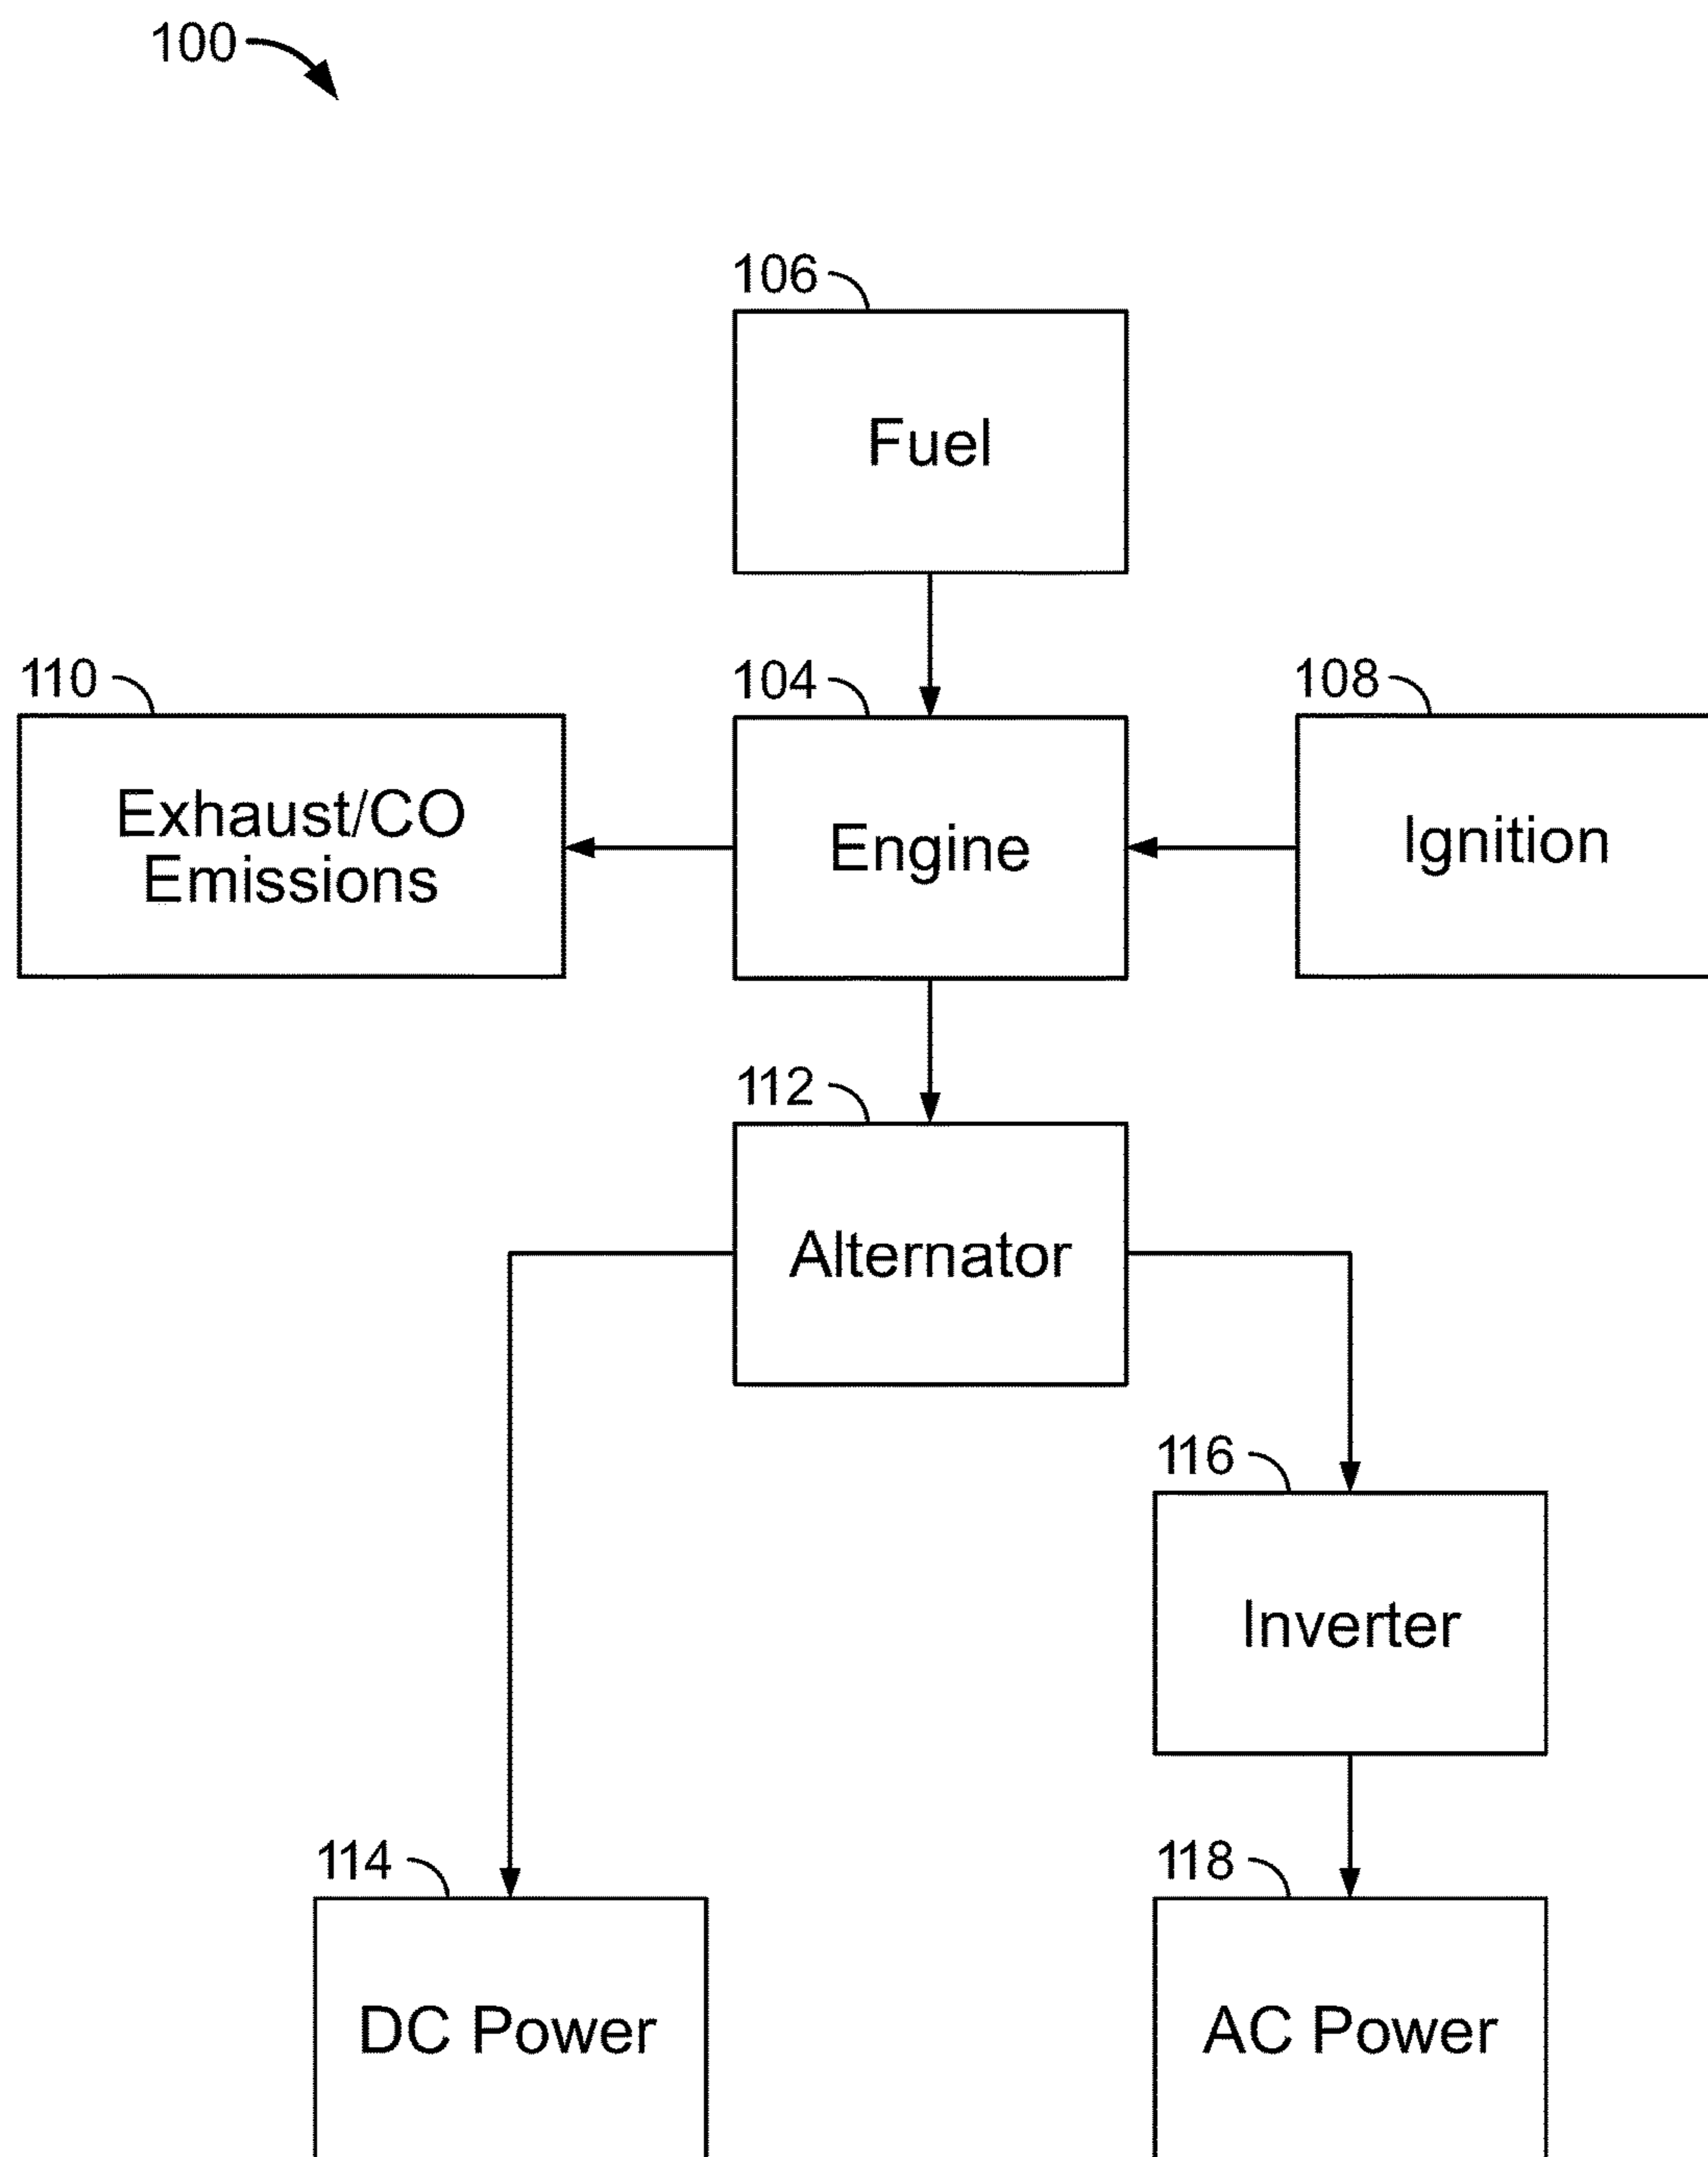 100
106
Fuel
110
104
108
Exhaust/CO
Emissions
Engine
Ignition
112
Alternator
116
Inverter
114
118
DC Power
AC Power